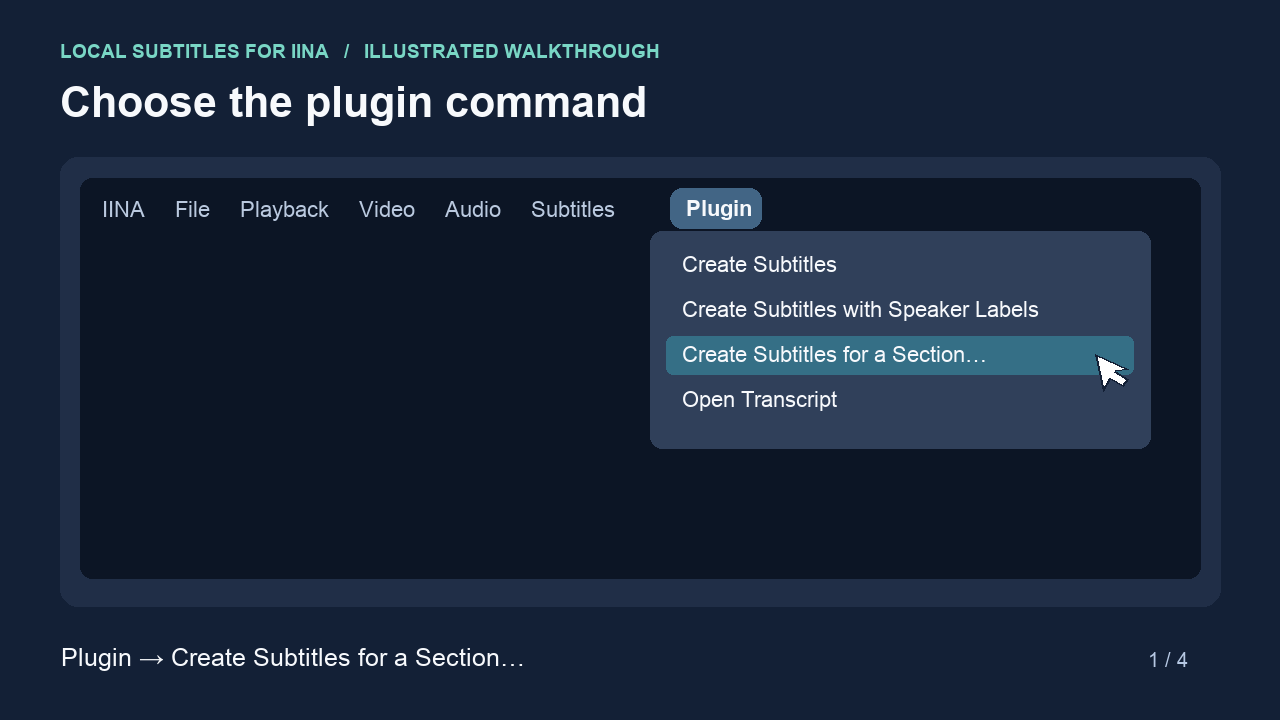 LOCAL SUBTITLES FOR IINA / ILLUSTRATED WALKTHROUGH
Choose the plugin command
IINA File Playback Video Audio Subtitles Plugin
Create Subtitles
Create Subtitles with Speaker Labels
Create Subtitles for a Section…
Open Transcript
Plugin → Create Subtitles for a Section…
1 / 4